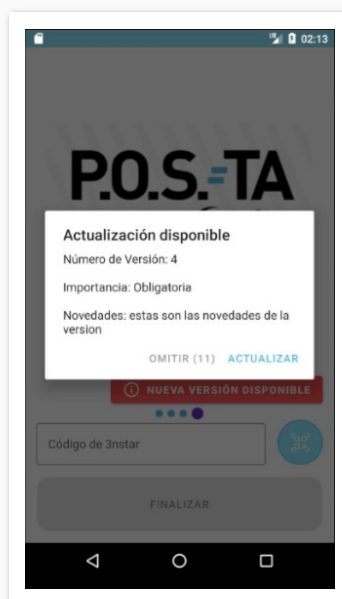 02:13
P.O.S.=TA
Actualización disponible
Número de Versión: 4
Importancia: Obligatoria
Novedades: estas son las novedades de la
version
OMITIR (11) ACTUALIZAR
NUEVA VERSIÓN DISPONIBLE
Código de 3nstar
FINALIZAR